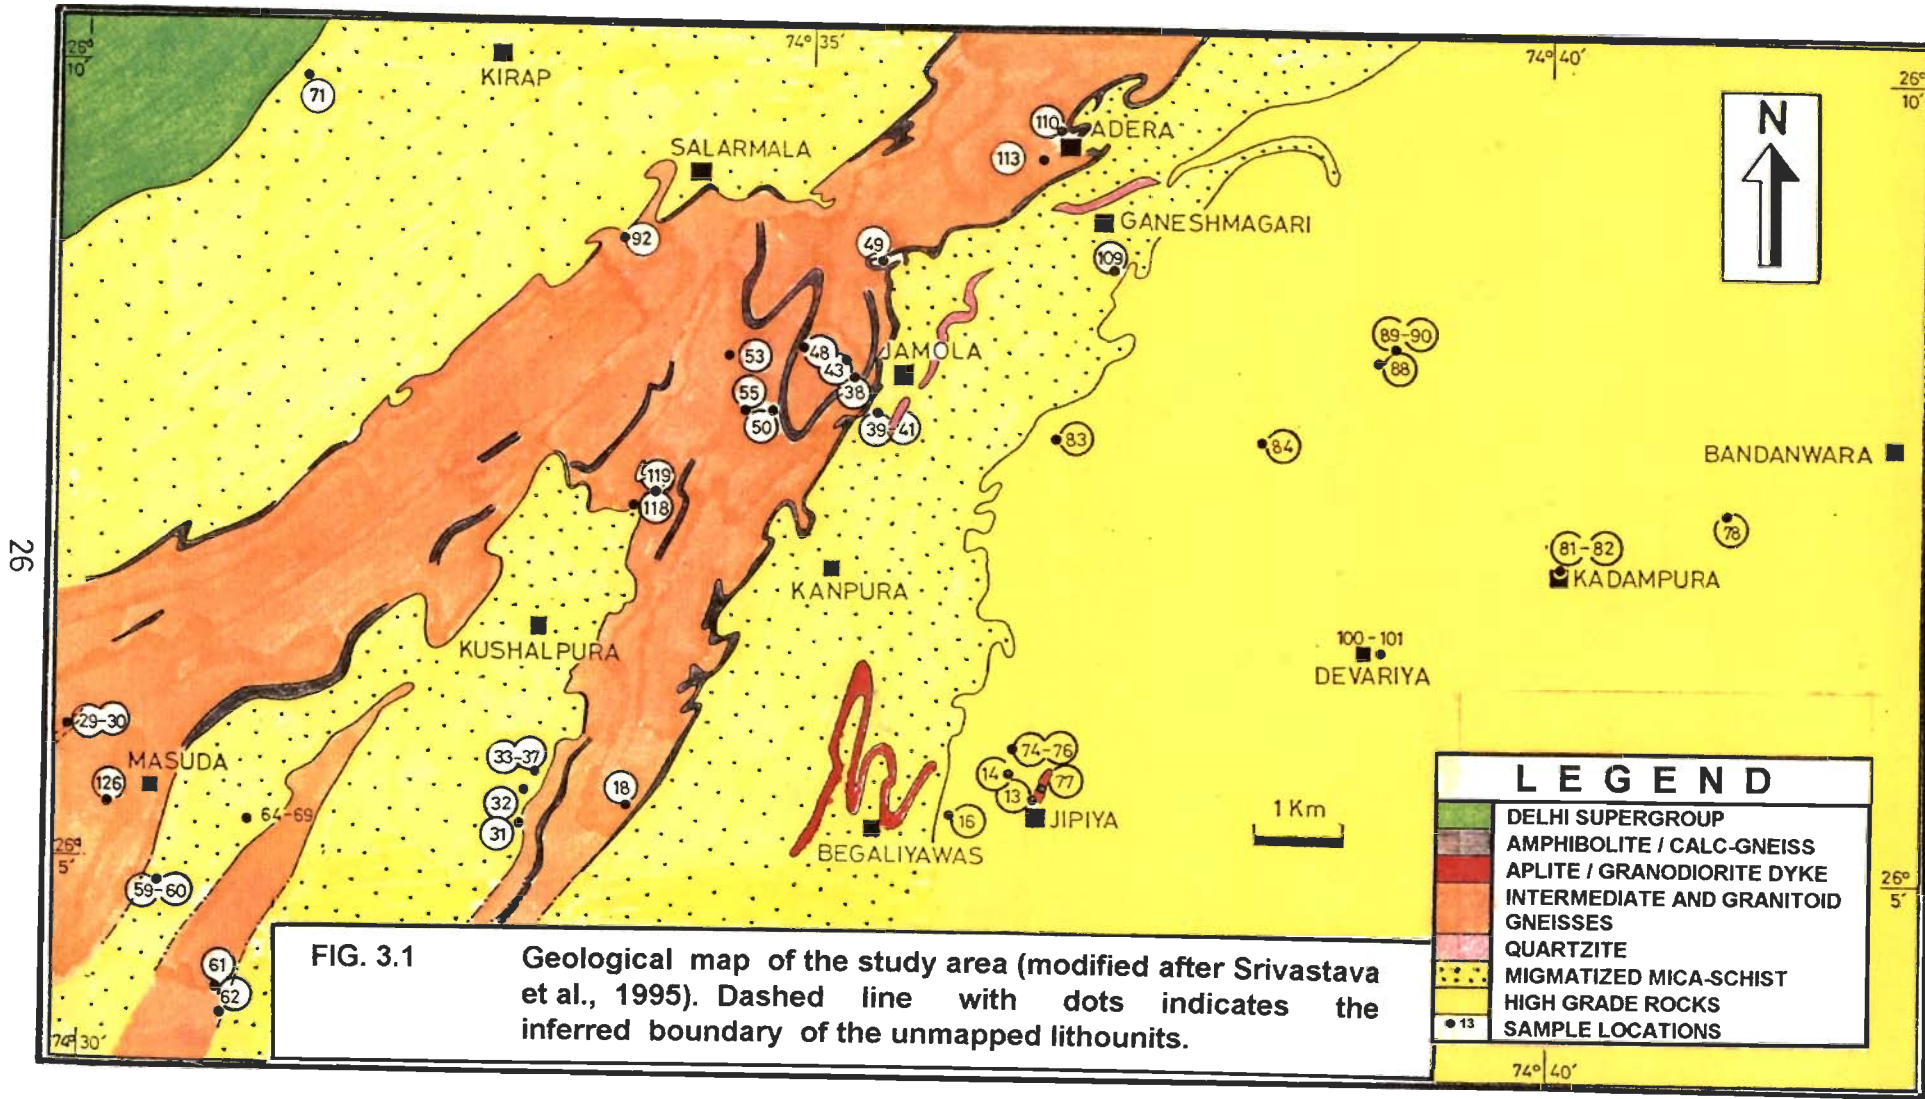 26°
10'
74° 35'
74° 40'
26°
10'
KIRAP
71
N
110
ADERA
113
SALARMALA
GANESHMAGARI
92
49
109
89-90
88
53
48
JAMOLA
43
38
55
50
39-41
83
84
BANDANWARA
119
118
78
81-82
KADAMPURA
KANPURA
26
KUSHALPURA
100-101
DEVARIYA
29-30
MASUDA
33-37
74-76
14
77
13
126
32
18
31
64-69
16
JIPIYA
1 Km
BEGALIYAWAS
26°
5'
59-60
26°
5'
61
62
74° 30'
74° 40'
LEGEND
DELHI SUPERGROUP
AMPHIBOLITE / CALC-GNEISS
APLITE / GRANODIORITE DYKE
INTERMEDIATE AND GRANITOID
GNEISSES
QUARTZITE
MIGMATIZED MICA-SCHIST
HIGH GRADE ROCKS
13 SAMPLE LOCATIONS
FIG. 3.1 Geological map of the study area (modified after Srivastava
et al., 1995). Dashed line with dots indicates the
inferred boundary of the unmapped lithounits.